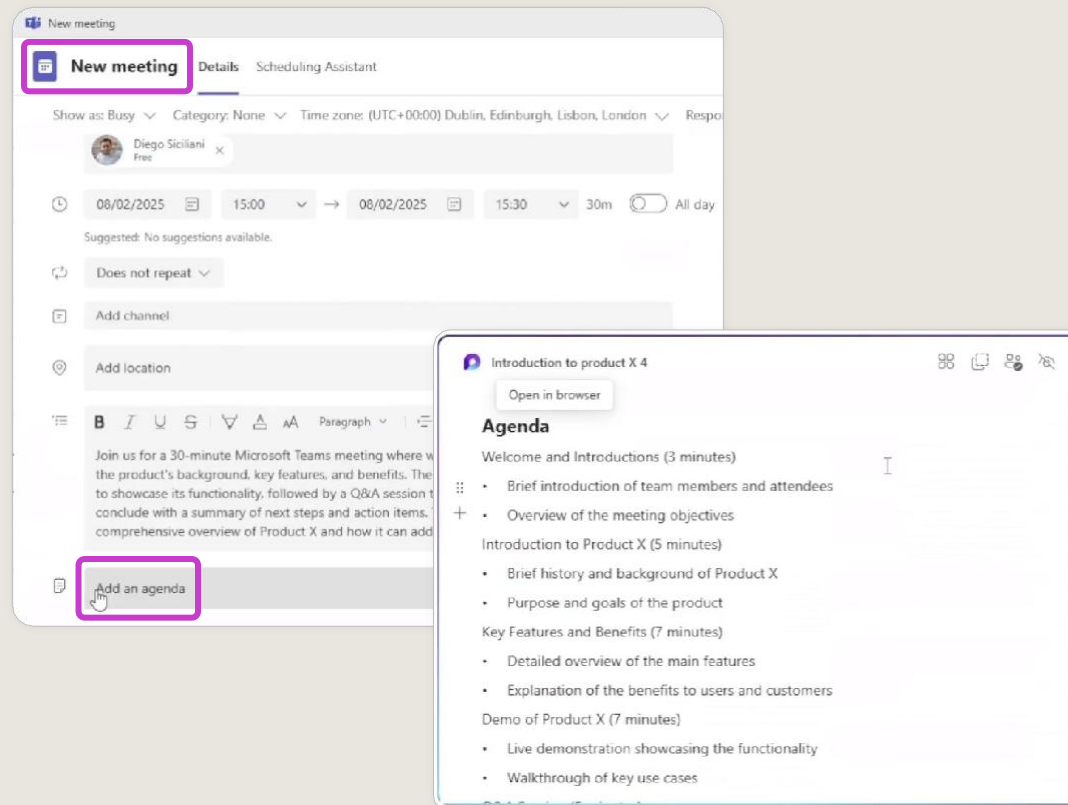 New meeting
New meeting Details Scheduling Assistant
Show as: Busy Category: None Time zone: (UTC+00:00) Dublin, Edinburgh, Lisbon, London Respo
Diego Siciliani
Free
08/02/2025 15:00 → 08/02/2025 15:30 30m All day
Suggested: No suggestions available.
Does not repeat
Add channel
Add location
B I U S A AA Paragraph
Join us for a 30-minute Microsoft Teams meeting where w
the product's background, key features, and benefits. The
to showcase its functionality, followed by a Q&A session t
conclude with a summary of next steps and action items.
comprehensive overview of Product X and how it can add
Add an agenda
Introduction to product X 4
Open in browser
Agenda
Welcome and Introductions (3 minutes)
• Brief introduction of team members and attendees
• Overview of the meeting objectives
Introduction to Product X (5 minutes)
• Brief history and background of Product X
• Purpose and goals of the product
Key Features and Benefits (7 minutes)
• Detailed overview of the main features
• Explanation of the benefits to users and customers
Demo of Product X (7 minutes)
• Live demonstration showcasing the functionality
• Walkthrough of key use cases